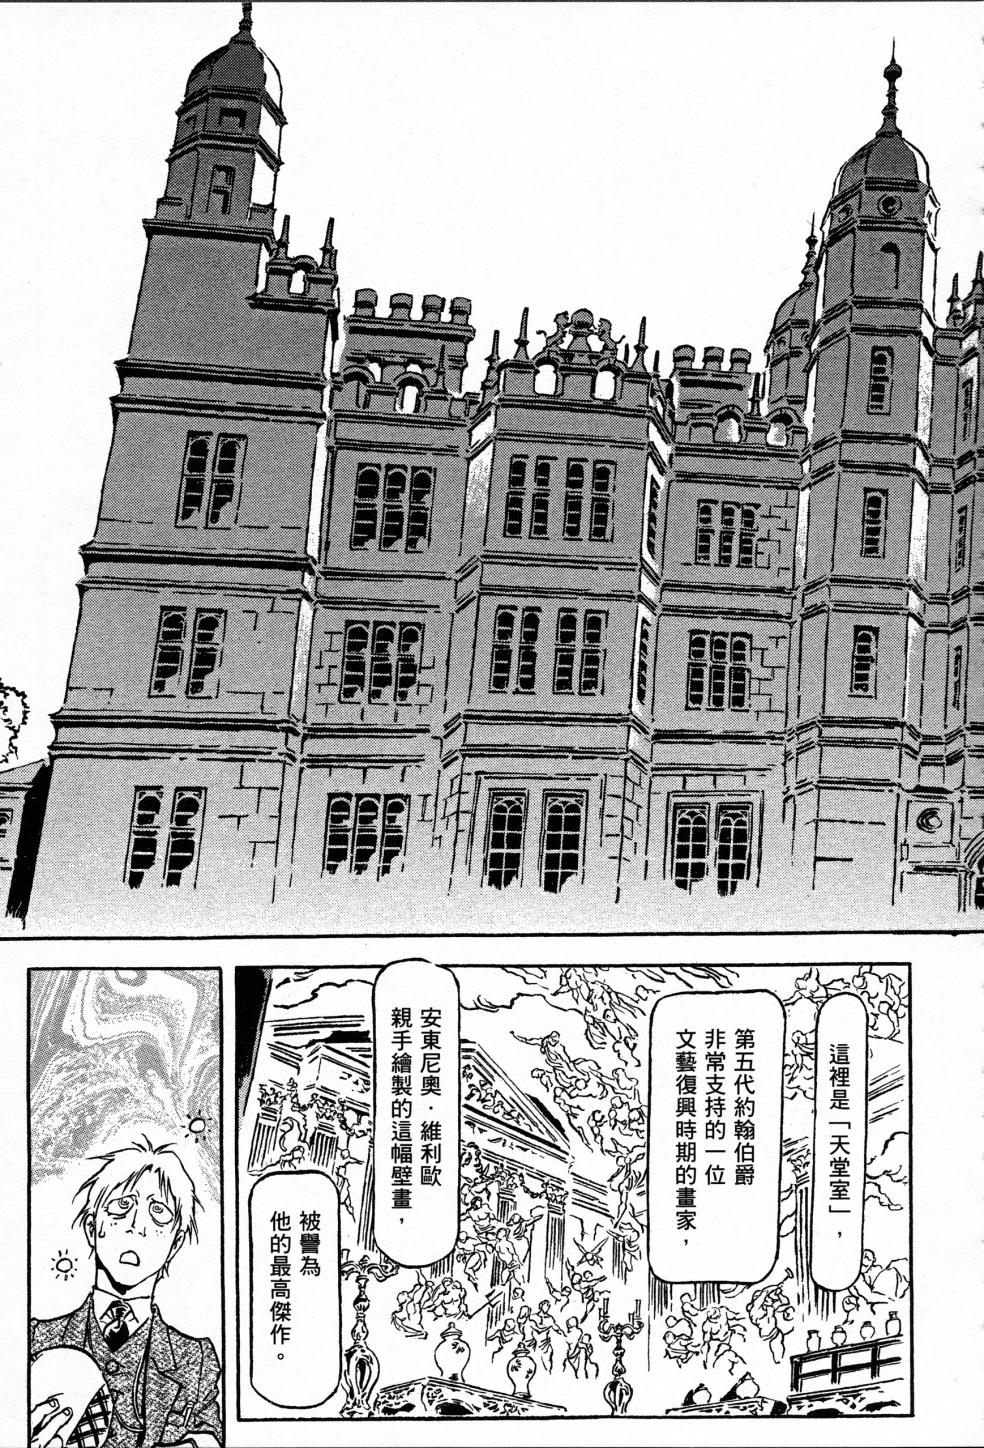 這裡是「天堂室」，
第五代約翰伯爵
非常支持的一位
文藝復興時期的畫家，
安東尼奧．維利歐
親手繪製的這幅壁畫，
被譽為
他的最高傑作。